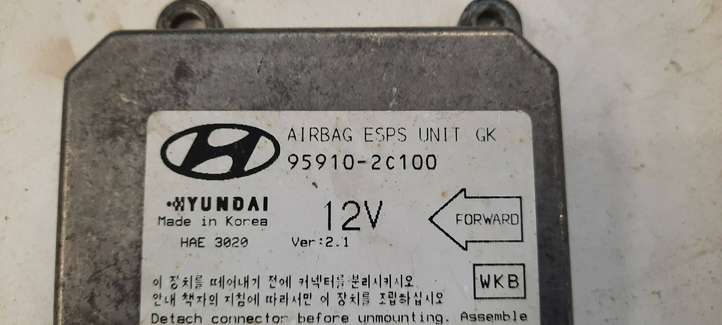 AIRBAG ESPS UNIT GK
95910-2C100
HYUNDAI
Made in Korea
12V
FORWARD
HAE 3020
Ver:2.1
WKB
이 장치를 떼어내기 전에 커넥터를 분리시키시오
안내 책자의 지침에 따라서만 이 장치를 조립하십시오
Detach connector before unmounting. Assemble